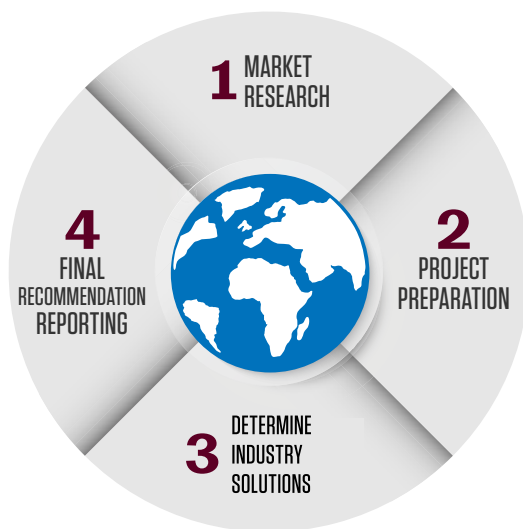 1 MARKET
RESEARCH
2
PROJECT
PREPARATION
3 DETERMINE
INDUSTRY
SOLUTIONS
4
FINAL
RECOMMENDATION
REPORTING